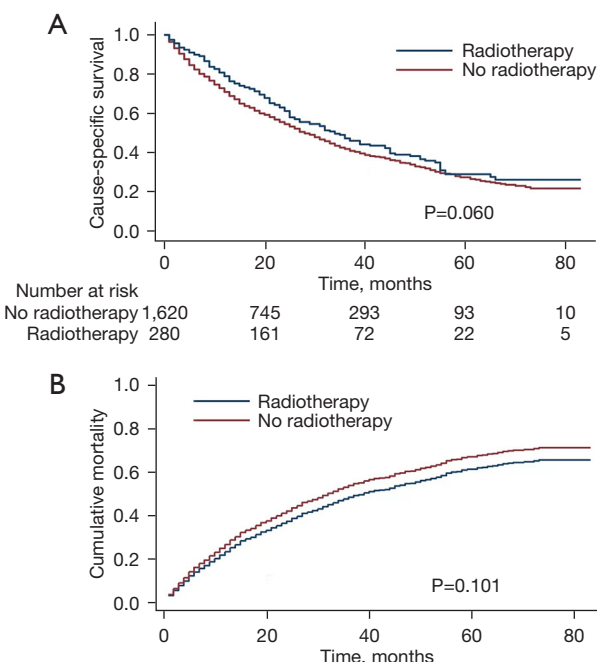 A
1.0
0.8
0.6
0.4
0.2
0.0
Cause-specific survival
Radiotherapy
No radiotherapy
P=0.060
0 20 40 60 80
Time, months
Number at risk
No radiotherapy 1,620 745 293 93 10
Radiotherapy 280 161 72 22 5
B
1.0
0.8
0.6
0.4
0.2
0.0
Cumulative mortality
Radiotherapy
No radiotherapy
P=0.101
0 20 40 60 80
Time, months